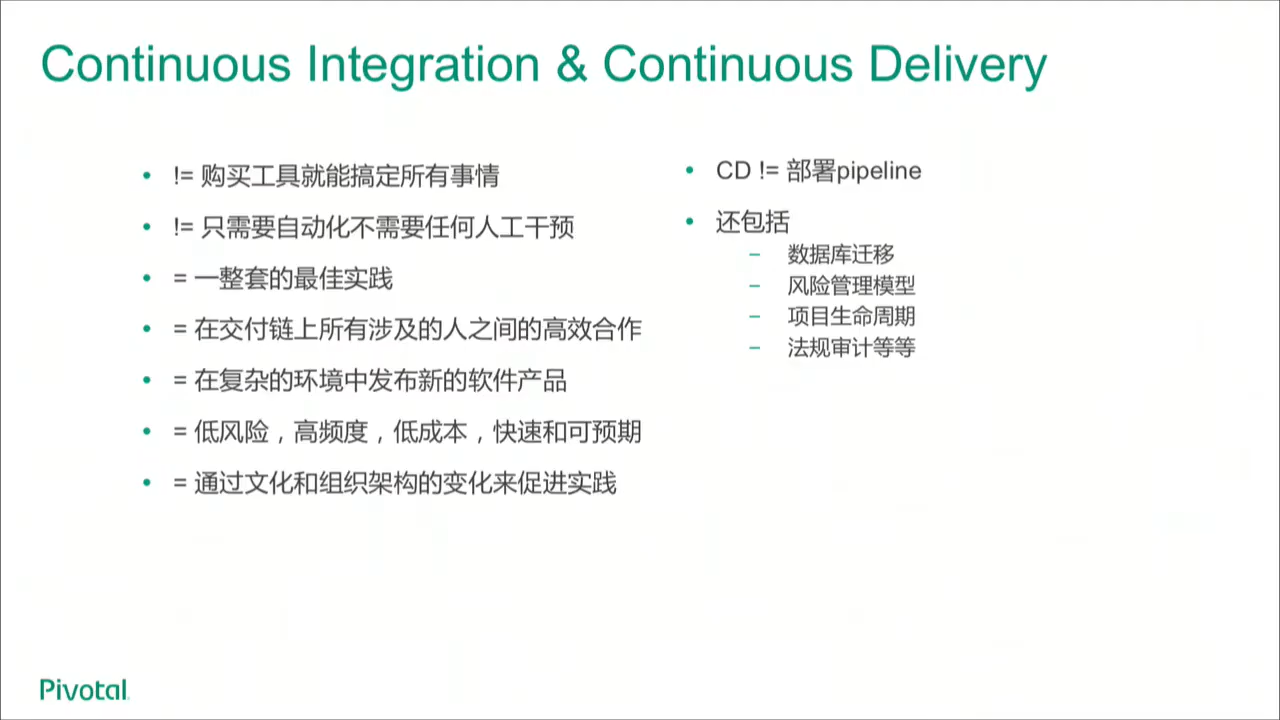 Continuous Integration & Continuous Delivery
• != 购买工具就能搞定所有事情
• != 只需要自动化不需要任何人工干预
• = 一整套的最佳实践
• = 在交付链上所有涉及的人之间的高效合作
• = 在复杂的环境中发布新的软件产品
• = 低风险，高频度，低成本，快速和可预期
• = 通过文化和组织架构的变化来促进实践
• CD != 部署pipeline
• 还包括
– 数据库迁移
– 风险管理模型
– 项目生命周期
– 法规审计等等
Pivotal